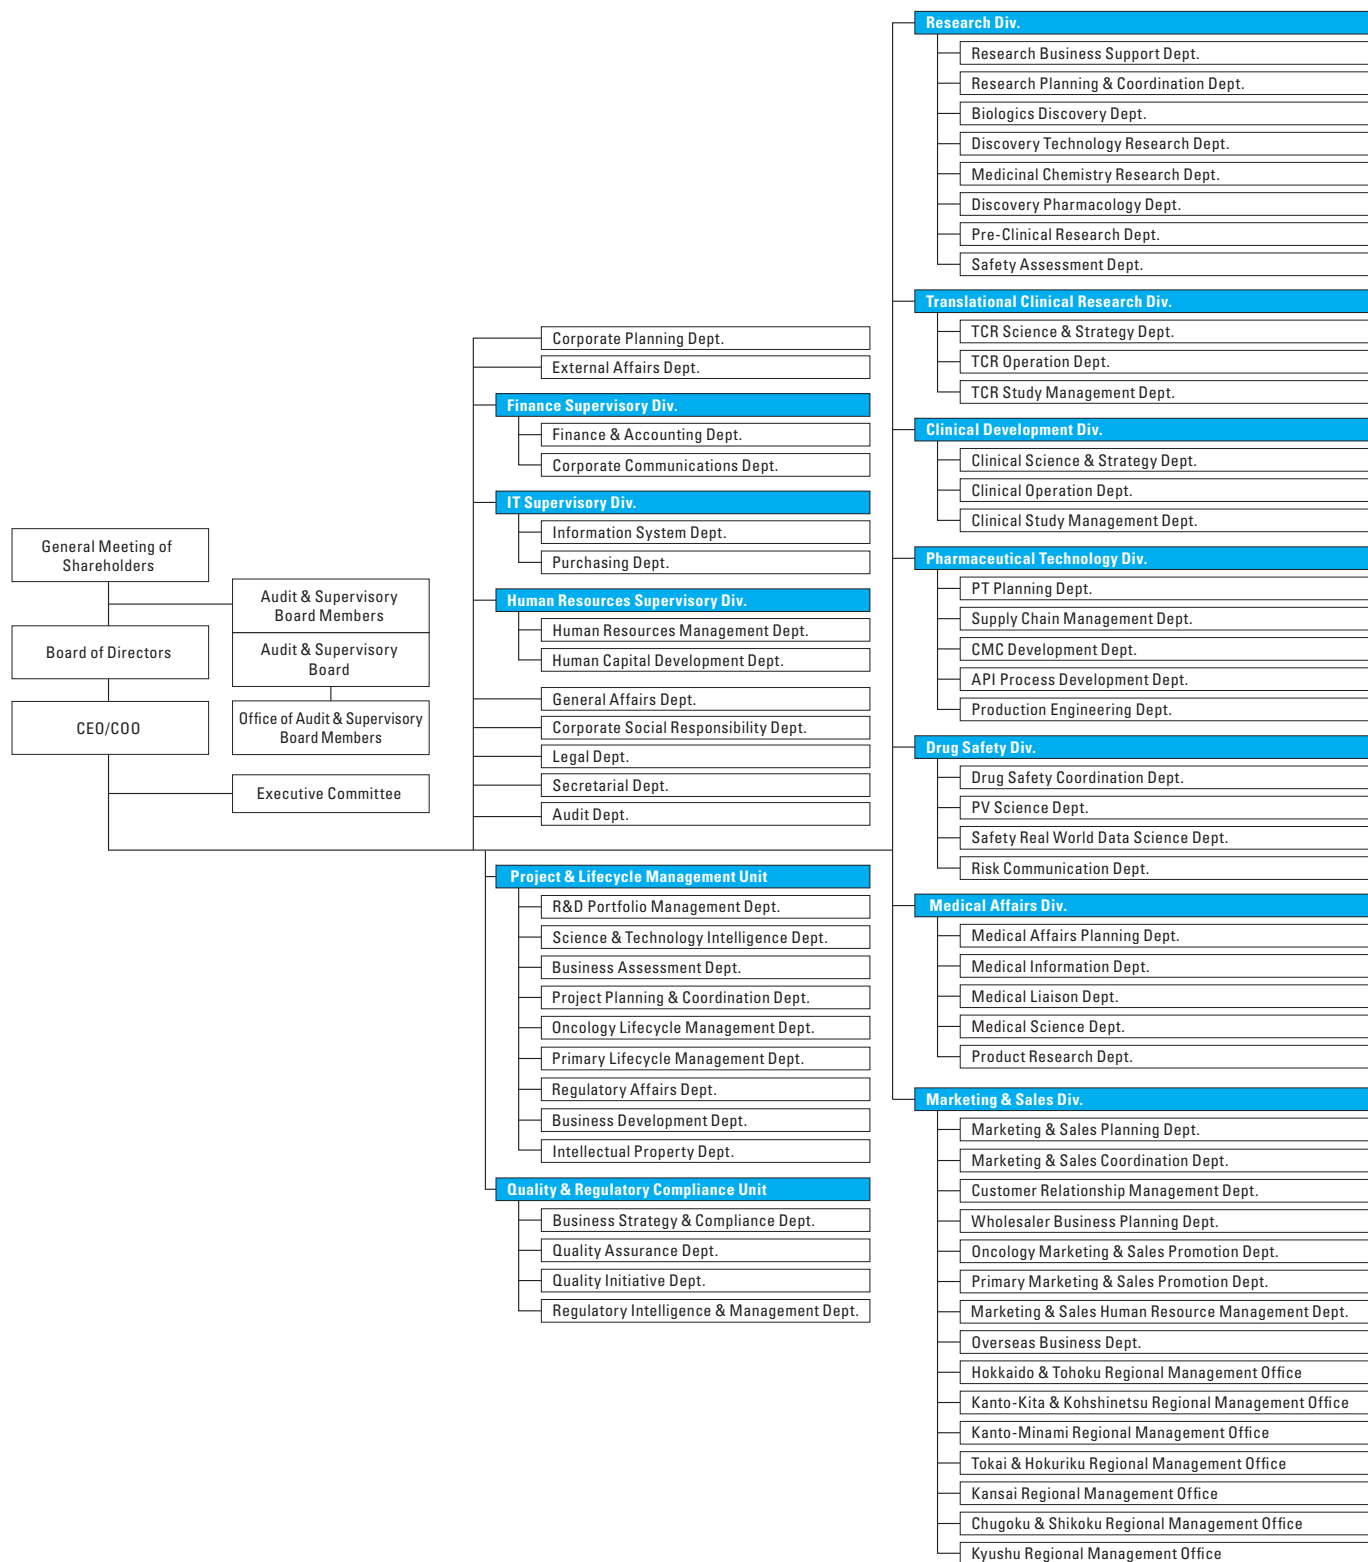 General Meeting of
Shareholders
Audit & Supervisory
Board Members
Board of Directors
Audit & Supervisory
Board
CEO/COO
Office of Audit & Supervisory
Board Members
Executive Committee
Corporate Planning Dept.
External Affairs Dept.
Finance Supervisory Div.
Finance & Accounting Dept.
Corporate Communications Dept.
IT Supervisory Div.
Information System Dept.
Purchasing Dept.
Human Resources Supervisory Div.
Human Resources Management Dept.
Human Capital Development Dept.
General Affairs Dept.
Corporate Social Responsibility Dept.
Legal Dept.
Secretarial Dept.
Audit Dept.
Project & Lifecycle Management Unit
R&D Portfolio Management Dept.
Science & Technology Intelligence Dept.
Business Assessment Dept.
Project Planning & Coordination Dept.
Oncology Lifecycle Management Dept.
Primary Lifecycle Management Dept.
Regulatory Affairs Dept.
Business Development Dept.
Intellectual Property Dept.
Quality & Regulatory Compliance Unit
Business Strategy & Compliance Dept.
Quality Assurance Dept.
Quality Initiative Dept.
Regulatory Intelligence & Management Dept.
Research Div.
Research Business Support Dept.
Research Planning & Coordination Dept.
Biologics Discovery Dept.
Discovery Technology Research Dept.
Medicinal Chemistry Research Dept.
Discovery Pharmacology Dept.
Pre-Clinical Research Dept.
Safety Assessment Dept.
Translational Clinical Research Div.
TCR Science & Strategy Dept.
TCR Operation Dept.
TCR Study Management Dept.
Clinical Development Div.
Clinical Science & Strategy Dept.
Clinical Operation Dept.
Clinical Study Management Dept.
Pharmaceutical Technology Div.
PT Planning Dept.
Supply Chain Management Dept.
CMC Development Dept.
API Process Development Dept.
Production Engineering Dept.
Drug Safety Div.
Drug Safety Coordination Dept.
PV Science Dept.
Safety Real World Data Science Dept.
Risk Communication Dept.
Medical Affairs Div.
Medical Affairs Planning Dept.
Medical Information Dept.
Medical Liaison Dept.
Medical Science Dept.
Product Research Dept.
Marketing & Sales Div.
Marketing & Sales Planning Dept.
Marketing & Sales Coordination Dept.
Customer Relationship Management Dept.
Wholesaler Business Planning Dept.
Oncology Marketing & Sales Promotion Dept.
Primary Marketing & Sales Promotion Dept.
Marketing & Sales Human Resource Management Dept.
Overseas Business Dept.
Hokkaido & Tohoku Regional Management Office
Kanto-Kita & Kohshinetsu Regional Management Office
Kanto-Minami Regional Management Office
Tokai & Hokuriku Regional Management Office
Kansai Regional Management Office
Chugoku & Shikoku Regional Management Office
Kyushu Regional Management Office